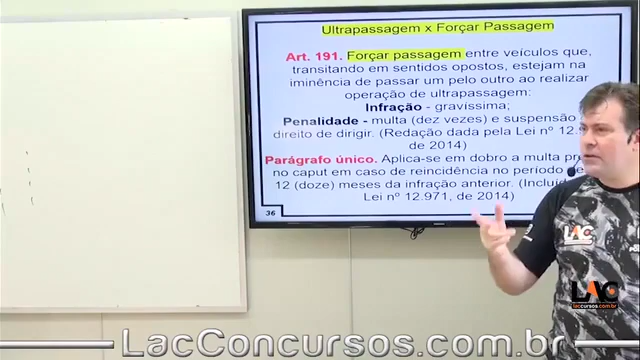 Ultrapassagem x Forçar Passagem
Art. 191. Forçar passagem entre veículos que,
transitando em sentidos opostos, estejam na
iminência de passar um pelo outro ao realizar
operação de ultrapassagem:
Infração - gravíssima;
Penalidade - multa (dez vezes) e suspensão
direito de dirigir. (Redação dada pela Lei nº 12.9
de 2014)
Parágrafo único. Aplica-se em dobro a multa pr
no caput em caso de reincidência no período
12 (doze) meses da infração anterior. (Incluíd
Lei nº 12.971, de 2014)
36
LAC
LAC
laccursos.com.br
LacConcursos.com.br